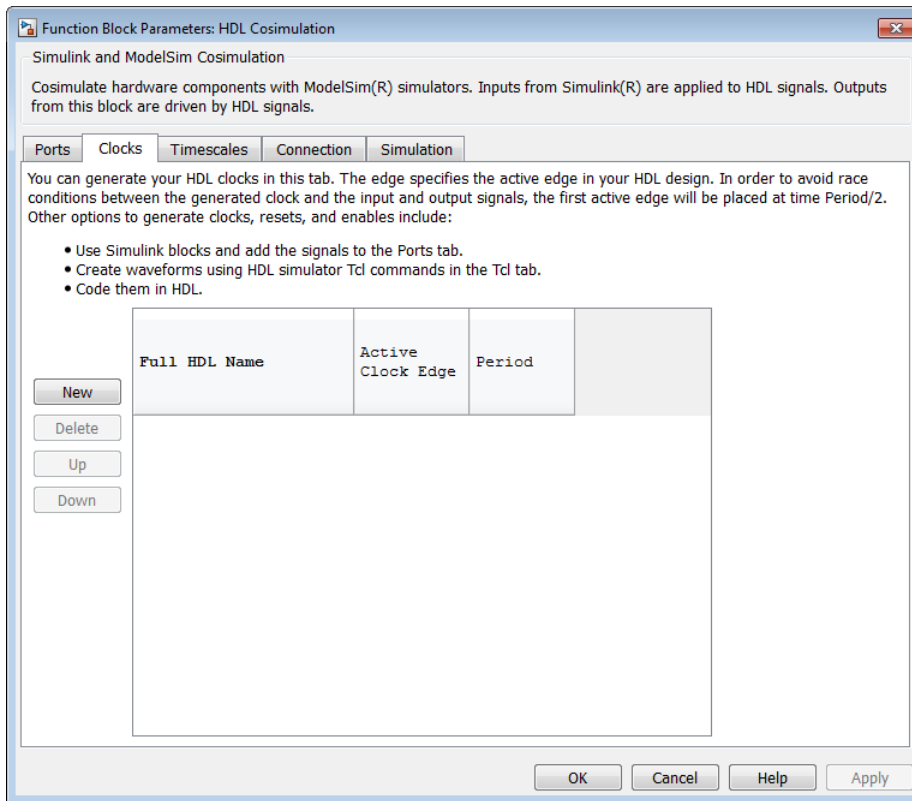 Function Block Parameters: HDL Cosimulation
Simulink and ModelSim Cosimulation
Cosimulate hardware components with ModelSim(R) simulators. Inputs from Simulink(R) are applied to HDL signals. Outputs
from this block are driven by HDL signals.
Ports Clocks Timescales Connection Simulation
You can generate your HDL clocks in this tab. The edge specifies the active edge in your HDL design. In order to avoid race
conditions between the generated clock and the input and output signals, the first active edge will be placed at time Period/2.
Other options to generate clocks, resets, and enables include:
• Use Simulink blocks and add the signals to the Ports tab.
• Create waveforms using HDL simulator Tcl commands in the Tcl tab.
• Code them in HDL.
Full HDL Name
Active
Clock Edge
Period
New
Delete
Up
Down
OK Cancel Help Apply